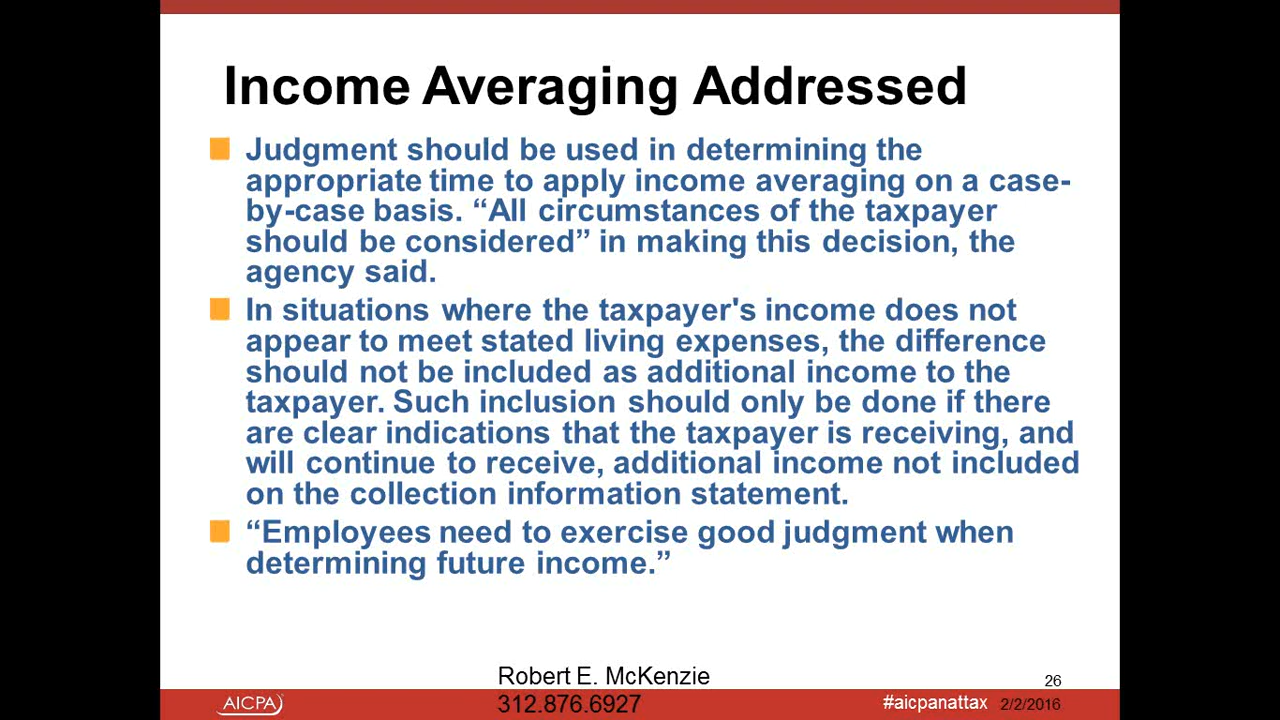 Income Averaging Addressed
Judgment should be used in determining the
appropriate time to apply income averaging on a case-
by-case basis. “All circumstances of the taxpayer
should be considered” in making this decision, the
agency said.
In situations where the taxpayer's income does not
appear to meet stated living expenses, the difference
should not be included as additional income to the
taxpayer. Such inclusion should only be done if there
are clear indications that the taxpayer is receiving, and
will continue to receive, additional income not included
on the collection information statement.
“Employees need to exercise good judgment when
determining future income.”
Robert E. McKenzie
312.876.6927
26
AICPA
#aicpanattax
2/2/2016